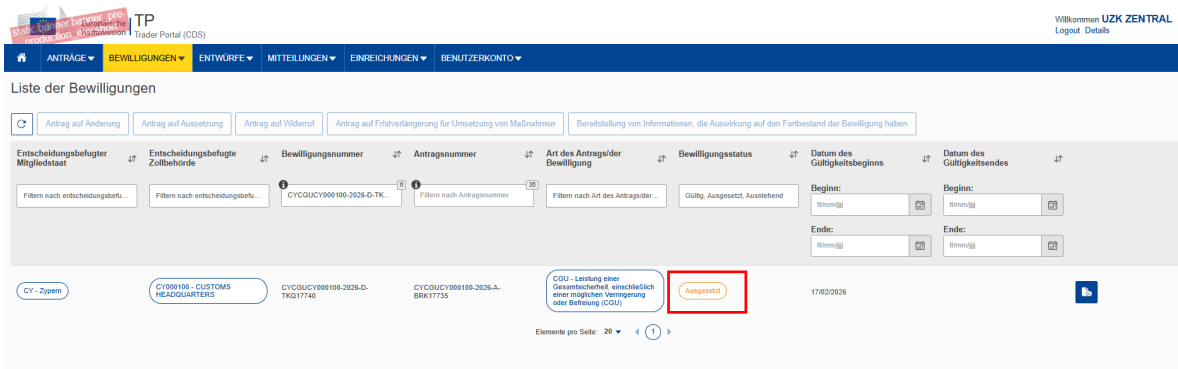 Europäische Kommission
TP
Trader Portal (CDS)
Willkommen UZK ZENTRAL
Logout Details
ANTRÄGE BEWILLIGUNGEN ENTWÜRFE MITTEILUNGEN EINREICHUNGEN BENUTZERKONTO
Liste der Bewilligungen
Antrag auf Änderung Antrag auf Aussetzung Antrag auf Widerruf Antrag auf Fristverlängerung für Umsetzung von Maßnahmen Bereitstellung von Informationen, die Auswirkung auf den Fortbestand der Bewilligung haben
Entscheidungsbefugter Mitgliedstaat
Entscheidungsbefugte Zollbehörde
Bewilligungsnummer
Antragsnummer
Art des Antrags/der Bewilligung
Bewilligungsstatus
Datum des Gültigkeitsbeginns
Datum des Gültigkeitsendes
Filtern nach entscheidungsbefu...
Filtern nach entscheidungsbefu...
CYCGUCY000100-2026-D-TK...
6
Filtern nach Antragsnummer
35
Filtern nach Art des Antrags/der...
Gültig, Ausgesetzt, Ausstehend
Beginn:
tt/mm/jjjj
Ende:
tt/mm/jjjj
Beginn:
tt/mm/jjjj
Ende:
tt/mm/jjjj
CY - Zypern
CY000100 - CUSTOMS
HEADQUARTERS
CYCGUCY000100-2026-D-
TKQ17740
CYCGUCY000100-2026-A-
BRK17735
CGU - Leistung einer
Gesamtsicherheit, einschließlich
einer möglichen Verringerung
oder Befreiung (CGU)
Ausgesetzt
17/02/2026
Elemente pro Seite: 20 1